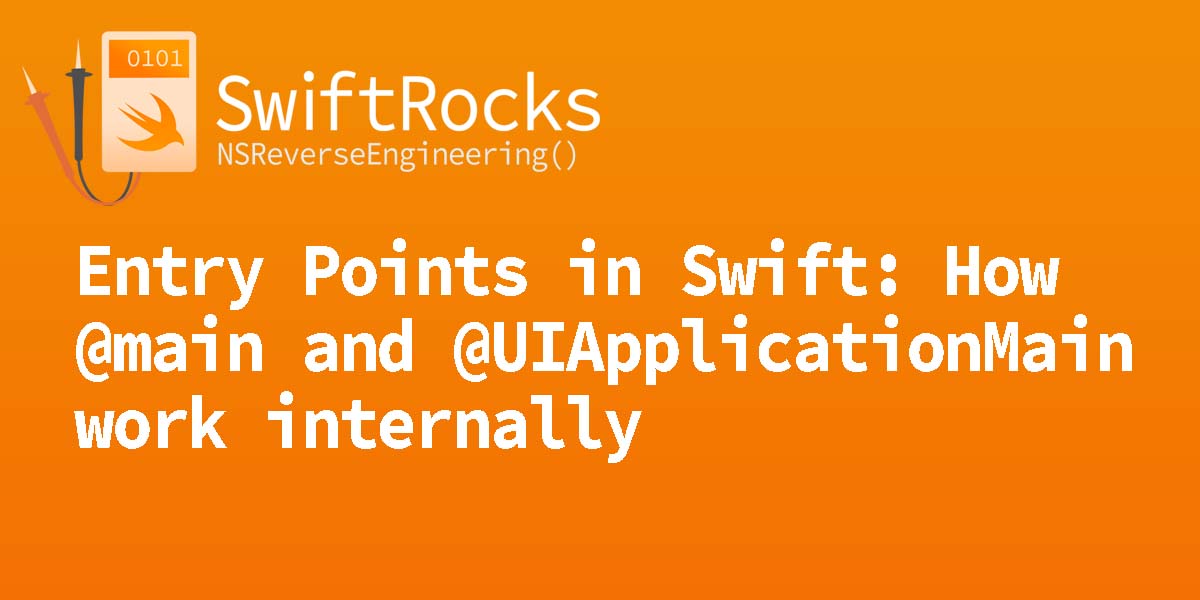 0101
SwiftRocks
NSReverseEngineering()
Entry Points in Swift: How
@main and @UIApplicationMain
work internally